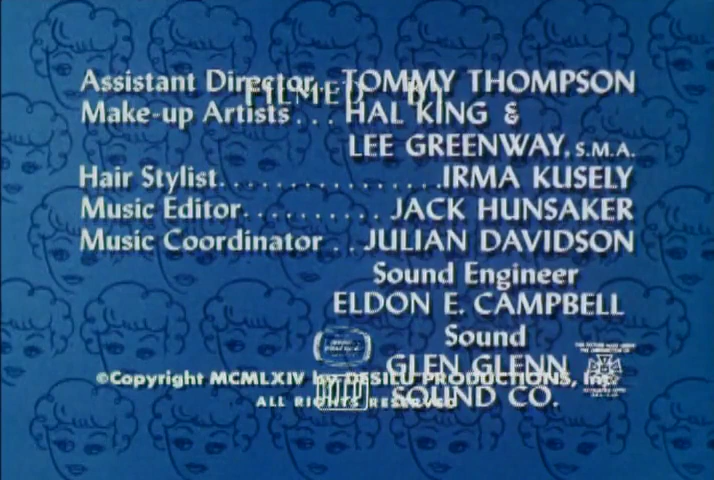 Assistant Director . . TOMMY THOMPSON
FILMED BY
Make-up Artists . . . HAL KING &
LEE GREENWAY, S.M.A.
Hair Stylist. . . . . . . . . . . . . . . . .IRMA KUSELY
Music Editor. . . . . . . . . . JACK HUNSAKER
Music Coordinator . . JULIAN DAVIDSON
Sound Engineer
ELDON E. CAMPBELL
Sound
GLEN GLENN
©Copyright MCMLXIV by DESILU PRODUCTIONS, Inc.
SOUND CO.
ALL RIGHTS RESERVED